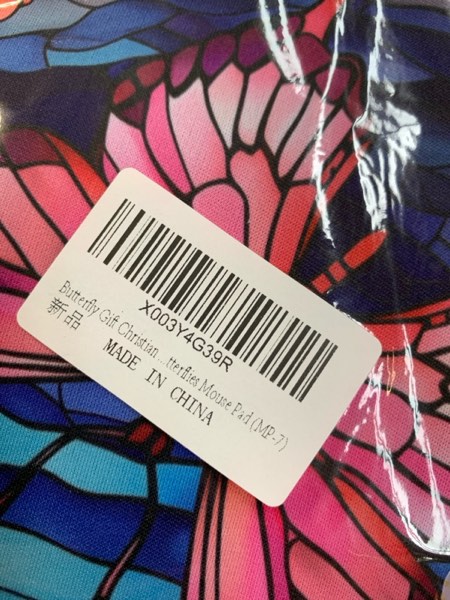 X003Y4G39R
Butterfly Gift Christian...tterflies Mouse Pad (MP-7)
新品
MADE IN CHINA